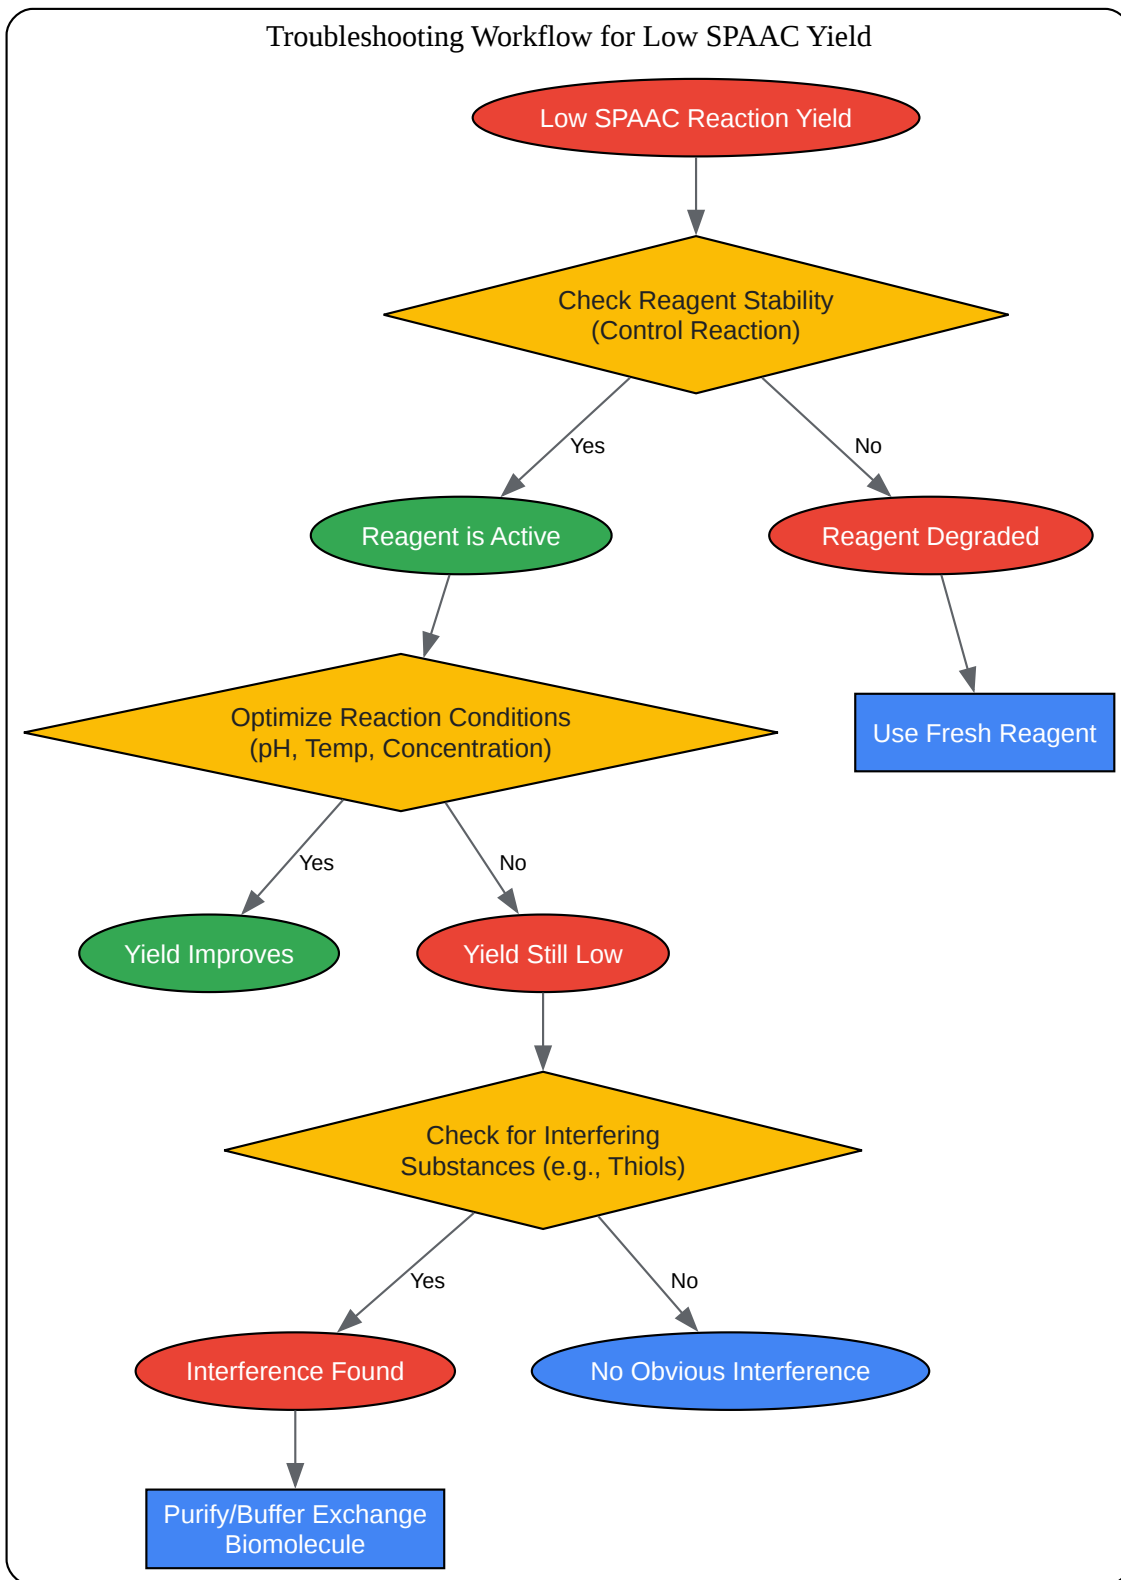 Troubleshooting Workflow for Low SPAAC Yield
Low SPAAC Reaction Yield
Check Reagent Stability
(Control Reaction)
Yes
No
Reagent is Active
Reagent Degraded
Optimize Reaction Conditions
(pH, Temp, Concentration)
Use Fresh Reagent
Yes
No
Yield Improves
Yield Still Low
Check for Interfering
Substances (e.g., Thiols)
Yes
No
Interference Found
No Obvious Interference
Purify/Buffer Exchange
Biomolecule